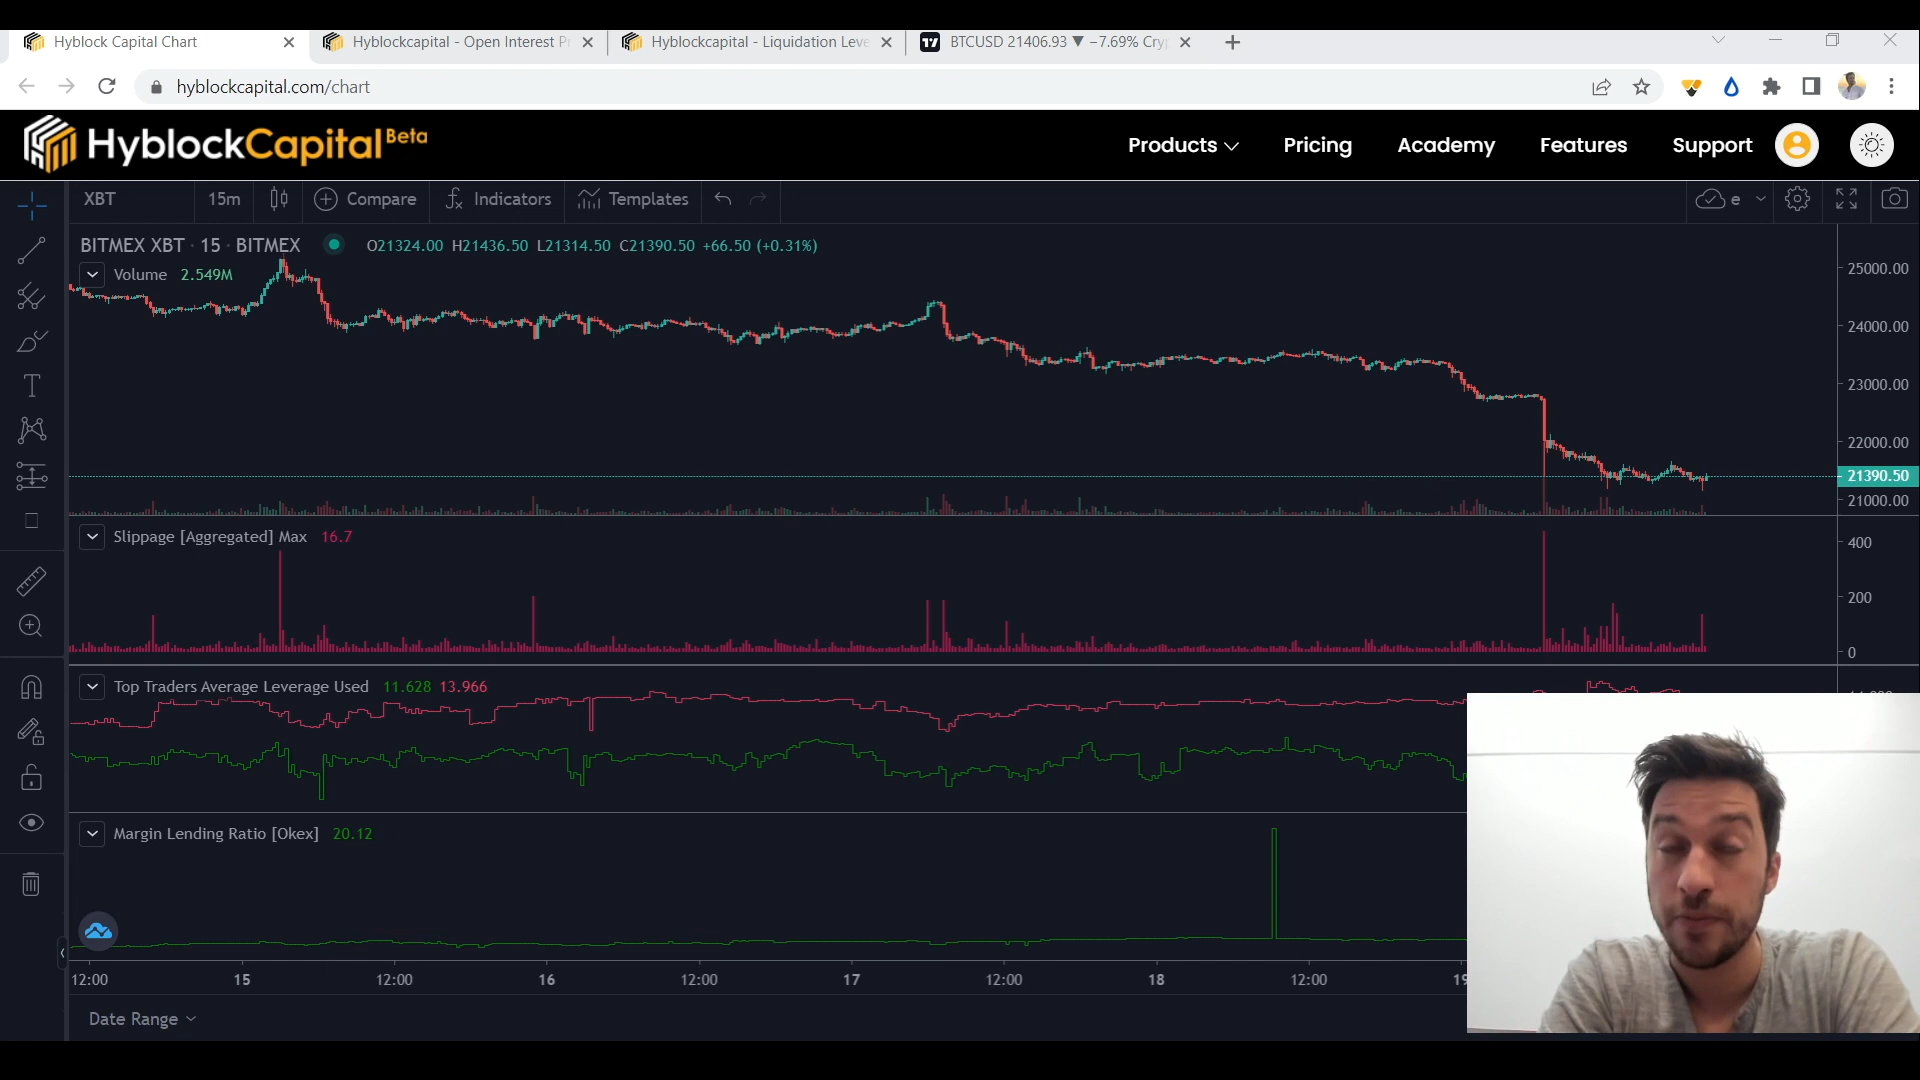 Hyblock Capital Chart
Hyblockcapital - Open Interest P
Hyblockcapital - Liquidation Leve
BTCUSD 21406.93 ▼ −7.69% Cry
hyblockcapital.com/chart
HyblockCapital Beta
Products
Pricing
Academy
Features
Support
XBT
15m
Compare
Indicators
Templates
e
BITMEX XBT · 15 · BITMEX
O21324.00 H21436.50 L21314.50 C21390.50 +66.50 (+0.31%)
Volume 2.549M
25000.00
24000.00
23000.00
22000.00
21390.50
21000.00
Slippage [Aggregated] Max 16.7
400
200
0
Top Traders Average Leverage Used 11.628 13.966
Margin Lending Ratio [Okex] 20.12
12:00
15
12:00
16
12:00
17
12:00
18
12:00
Date Range